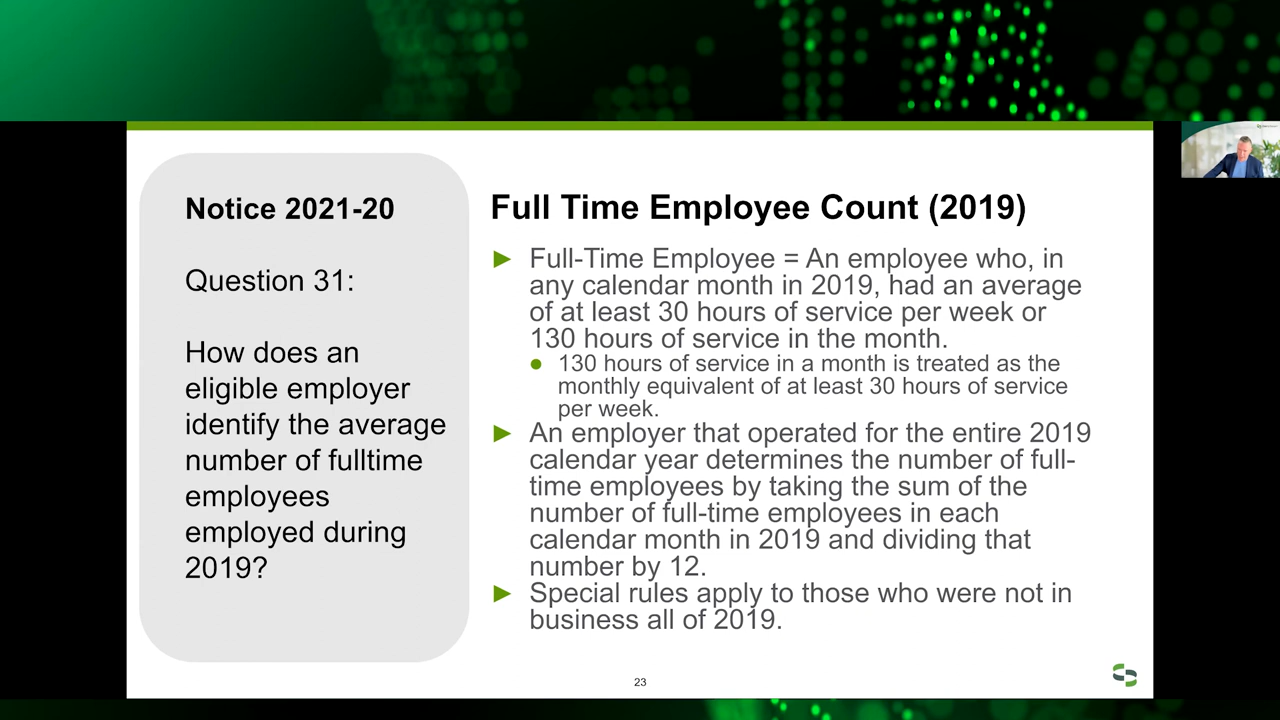 Notice 2021-20
Question 31:
How does an
eligible employer
identify the average
number of fulltime
employees
employed during
2019?
Full Time Employee Count (2019)
► Full-Time Employee = An employee who, in
any calendar month in 2019, had an average
of at least 30 hours of service per week or
130 hours of service in the month.
● 130 hours of service in a month is treated as the
monthly equivalent of at least 30 hours of service
per week.
► An employer that operated for the entire 2019
calendar year determines the number of full-
time employees by taking the sum of the
number of full-time employees in each
calendar month in 2019 and dividing that
number by 12.
► Special rules apply to those who were not in
business all of 2019.
23